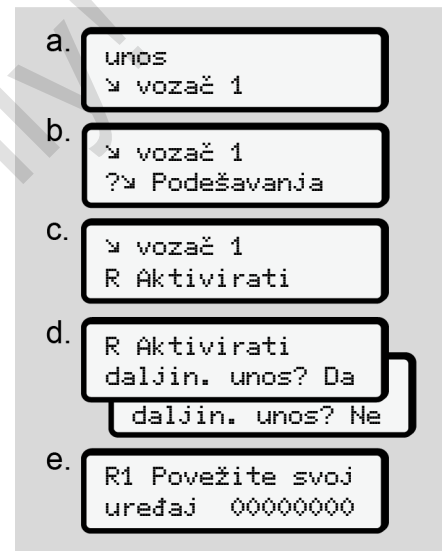 a.
unos
↘ vozač 1
b.
↘ vozač 1
?↘ Podešavanja
c.
↘ vozač 1
R Aktivirati
d.
R Aktivirati
daljin. unos? Da
daljin. unos? Ne
e.
R1 Povežite svoj
uređaj 00000000